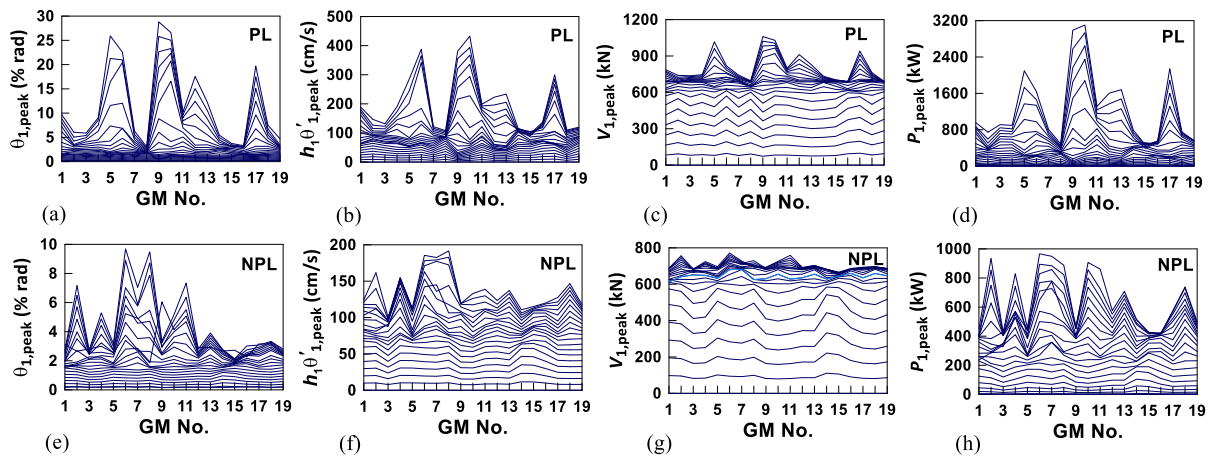 θ1,peak (% rad)
30
25
20
15
10
5
0
PL
1 3 5 7 9 11 13 15 17 19
GM No.
(a)
h1θ′1,peak (cm/s)
500
400
300
200
100
0
PL
1 3 5 7 9 11 13 15 17 19
GM No.
(b)
V1,peak (kN)
1200
900
600
300
0
PL
1 3 5 7 9 11 13 15 17 19
GM No.
(c)
P1,peak (kW)
3200
2400
1600
800
0
PL
1 3 5 7 9 11 13 15 17 19
GM No.
(d)
θ1,peak (% rad)
10
8
6
4
2
0
NPL
1 3 5 7 9 11 13 15 17 19
GM No.
(e)
h1θ′1,peak (cm/s)
200
150
100
50
0
NPL
1 3 5 7 9 11 13 15 17 19
GM No.
(f)
V1,peak (kN)
800
600
400
200
0
NPL
1 3 5 7 9 11 13 15 17 19
GM No.
(g)
P1,peak (kW)
1000
800
600
400
200
0
NPL
1 3 5 7 9 11 13 15 17 19
GM No.
(h)